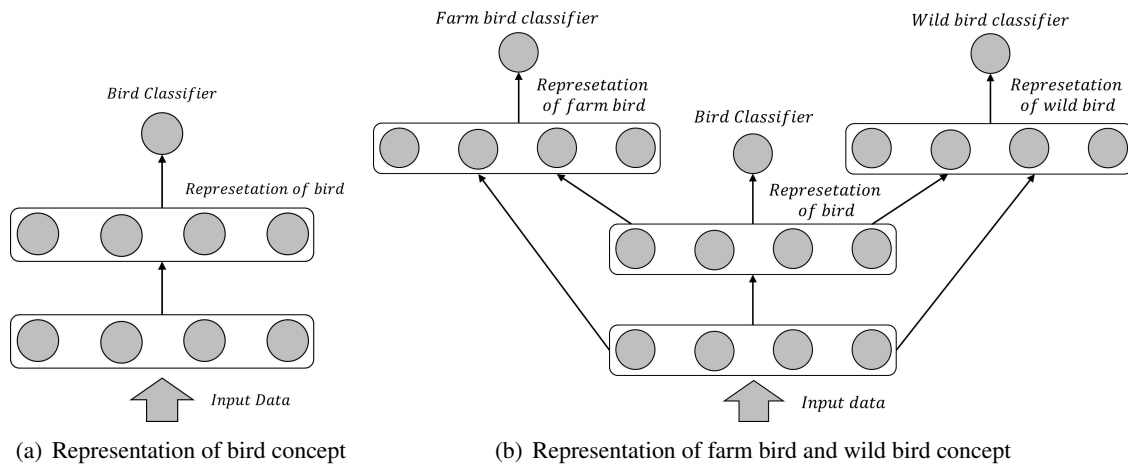 Bird Classifier
Represetation of bird
Input Data
(a) Representation of bird concept
Farm bird classifier
Represetation
of farm bird
Wild bird classifier
Represetation
of wild bird
Bird Classifier
Represetation
of bird
Input data
(b) Representation of farm bird and wild bird concept